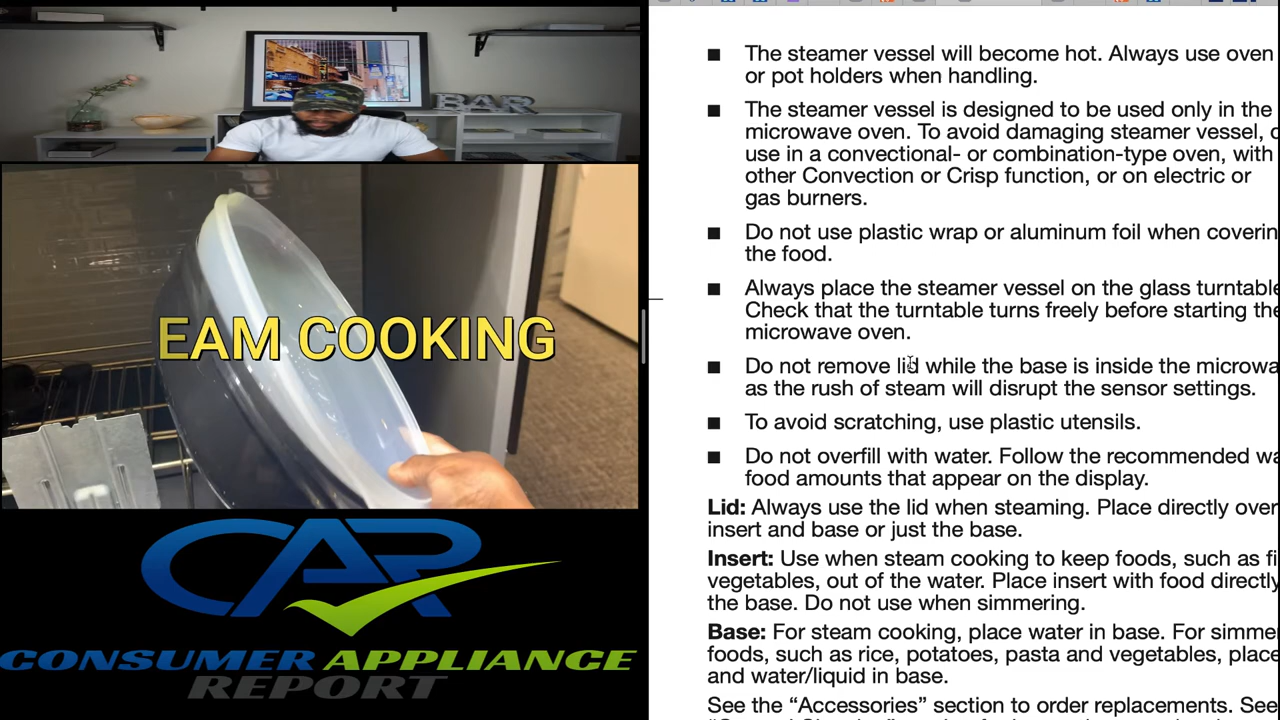 BAR
EAM COOKING
CAR
CONSUMER APPLIANCE
REPORT
■ The steamer vessel will become hot. Always use oven
or pot holders when handling.
■ The steamer vessel is designed to be used only in the
microwave oven. To avoid damaging steamer vessel,
use in a convectional- or combination-type oven, with
other Convection or Crisp function, or on electric or
gas burners.
■ Do not use plastic wrap or aluminum foil when coverin
the food.
■ Always place the steamer vessel on the glass turntable
Check that the turntable turns freely before starting the
microwave oven.
■ Do not remove lid while the base is inside the microwa
as the rush of steam will disrupt the sensor settings.
■ To avoid scratching, use plastic utensils.
■ Do not overfill with water. Follow the recommended wa
food amounts that appear on the display.
Lid: Always use the lid when steaming. Place directly over
insert and base or just the base.
Insert: Use when steam cooking to keep foods, such as fi
vegetables, out of the water. Place insert with food directly
the base. Do not use when simmering.
Base: For steam cooking, place water in base. For simme
foods, such as rice, potatoes, pasta and vegetables, place
and water/liquid in base.
See the “Accessories” section to order replacements. See